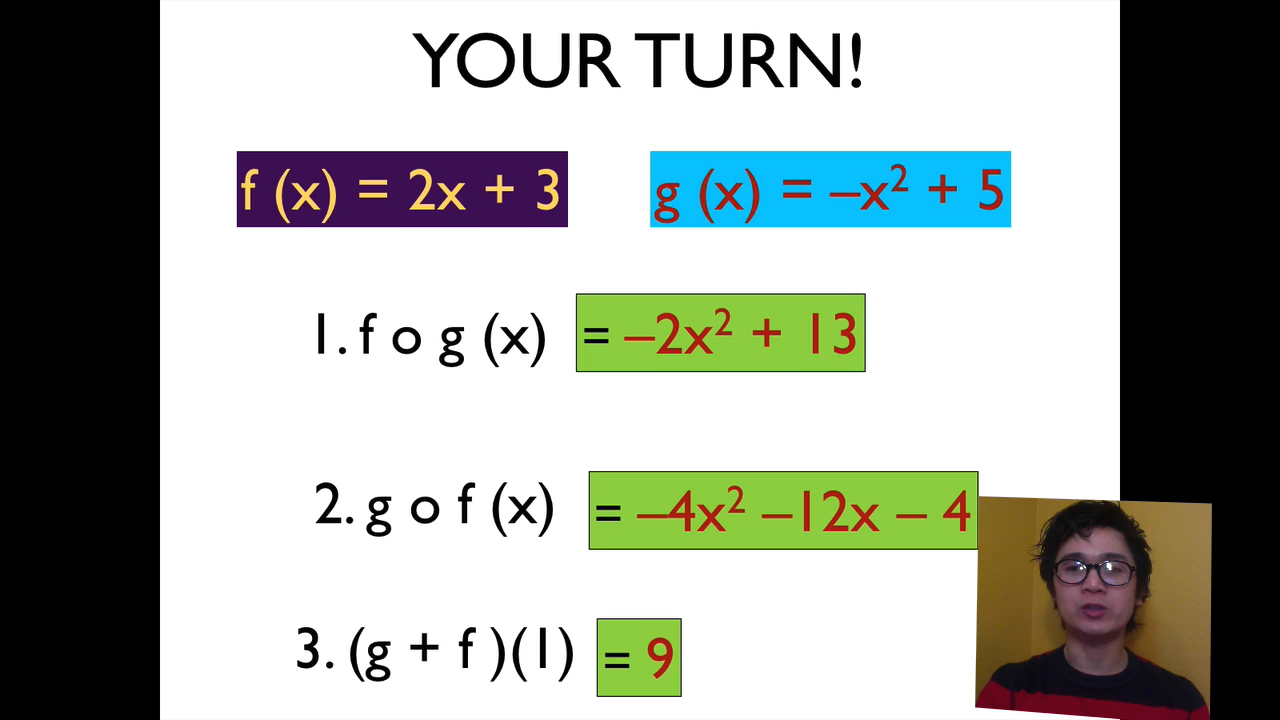 YOUR TURN!
f (x) = 2x + 3
g (x) = –x² + 5
1. f o g (x) = –2x² + 13
2. g o f (x) = –4x² –12x – 4
3. (g + f )(1) = 9